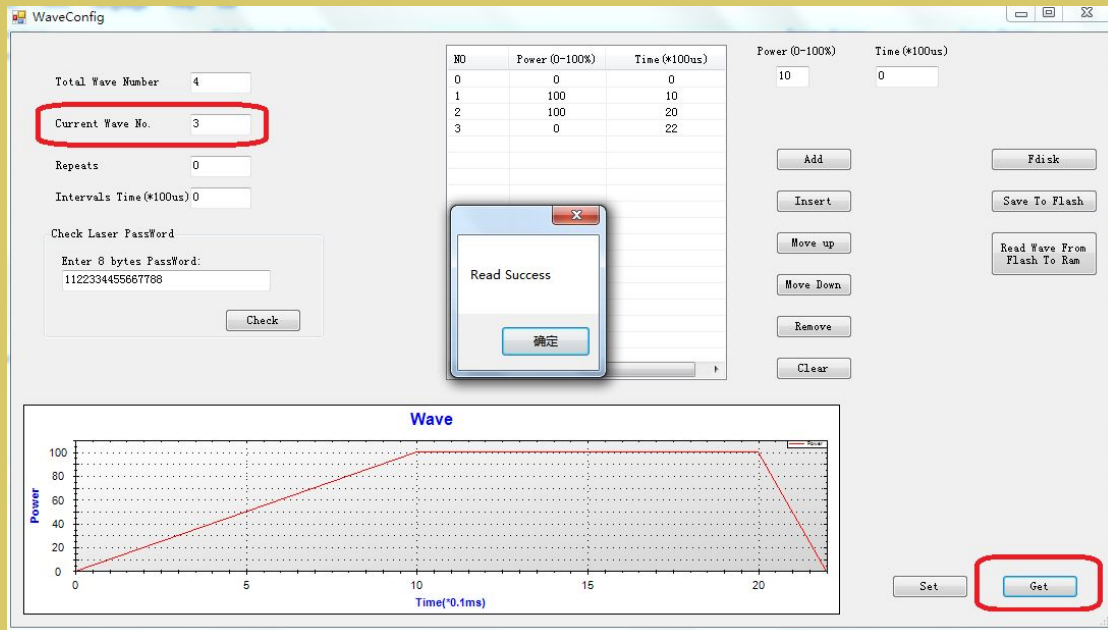 WaveConfig
Total Wave Number 4
Current Wave No. 3
Repeats 0
Intervals Time(*100us) 0
Check Laser PassWord
Enter 8 bytes PassWord:
1122334455667788
Check
NO Power(0-100%) Time(*100us)
0 0 0
1 100 10
2 100 20
3 0 22
Read Success
确定
Power(0-100%) Time(*100us)
10 0
Add
Insert
Move up
Move Down
Remove
Clear
Fdisk
Save To Flash
Read Wave From
Flash To Ram
Wave
Power
Power
100
80
60
40
20
0
0 5 10 15 20
Time(*0.1ms)
Set
Get